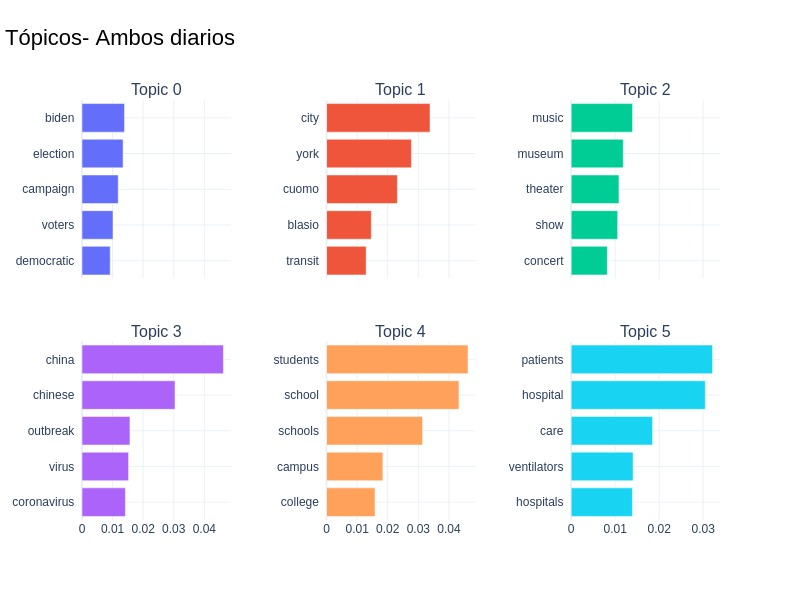 Tópicos- Ambos diarios
Topic 0
biden
election
campaign
voters
democratic
Topic 1
city
york
cuomo
blasio
transit
Topic 2
music
museum
theater
show
concert
Topic 3
china
chinese
outbreak
virus
coronavirus
0 0.01 0.02 0.03 0.04
Topic 4
students
school
schools
campus
college
0 0.01 0.02 0.03 0.04
Topic 5
patients
hospital
care
ventilators
hospitals
0 0.01 0.02 0.03